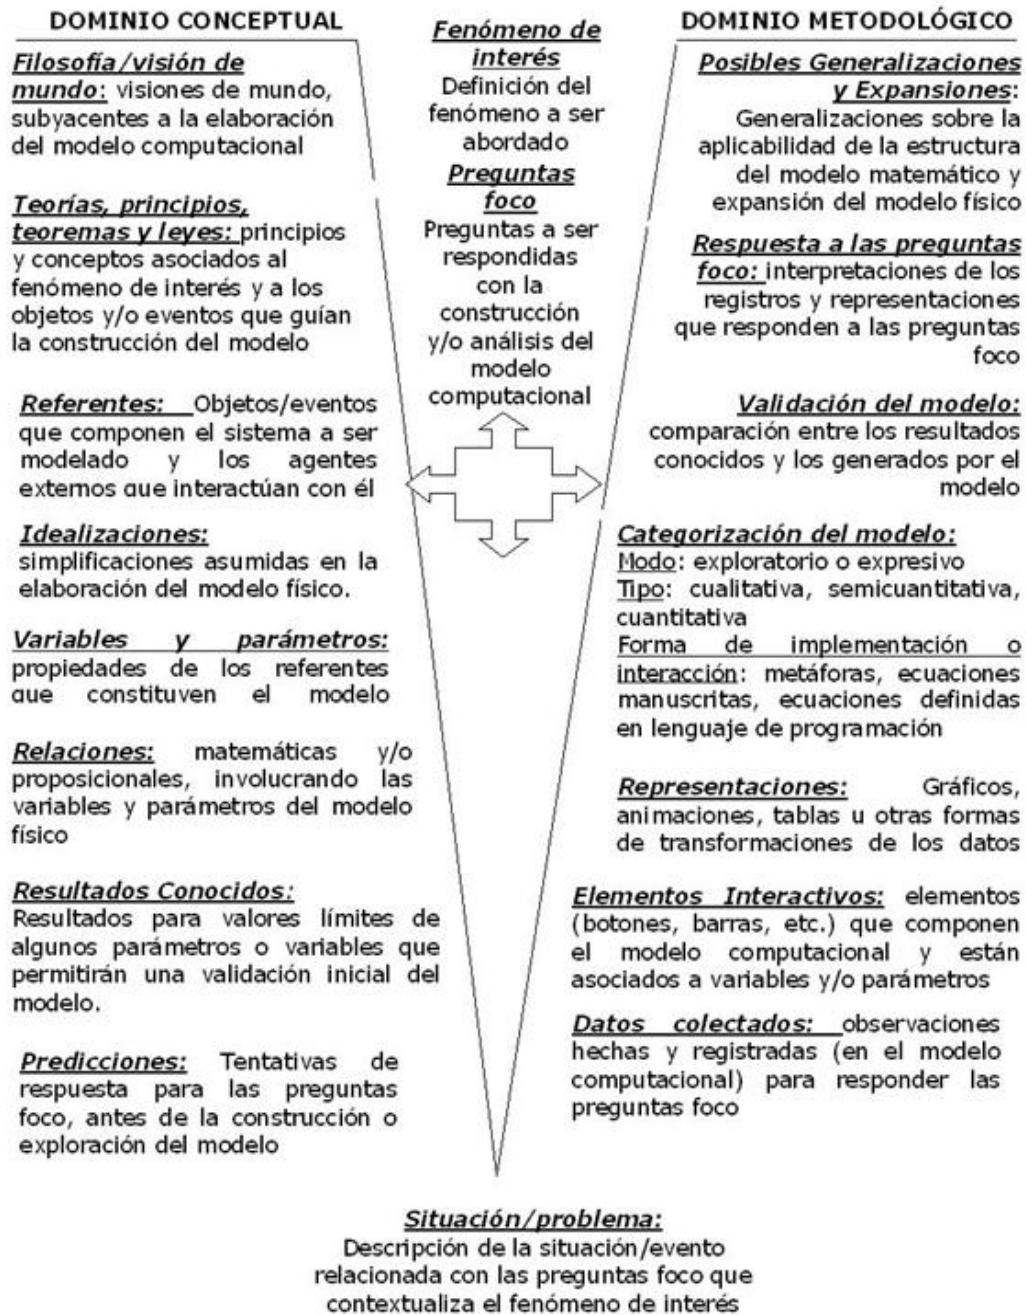 DOMINIO CONCEPTUAL
Filosofía/visión de
mundo: visiones de mundo,
subyacentes a la elaboración
del modelo computacional
Teorías, principios,
teoremas y leyes: principios
y conceptos asociados al
fenómeno de interés y a los
objetos y/o eventos que guían
la construcción del modelo
Referentes: Objetos/eventos
que componen el sistema a ser
modelado y los agentes
externos que interactúan con él
Idealizaciones:
simplificaciones asumidas en la
elaboración del modelo físico.
Variables y parámetros:
propiedades de los referentes
que constituyen el modelo
Relaciones: matemáticas y/o
proposicionales, involucrando las
variables y parámetros del modelo
físico
Resultados Conocidos:
Resultados para valores límites de
algunos parámetros o variables que
permitirán una validación inicial del
modelo.
Predicciones: Tentativas de
respuesta para las preguntas
foco, antes de la construcción o
exploración del modelo
Fenómeno de
interés
Definición del
fenómeno a ser
abordado
Preguntas
foco
Preguntas a ser
respondidas
con la
construcción
y/o análisis del
modelo
computacional
DOMINIO METODOLÓGICO
Posibles Generalizaciones
y Expansiones:
Generalizaciones sobre la
aplicabilidad de la estructura
del modelo matemático y
expansión del modelo físico
Respuesta a las preguntas
foco: interpretaciones de los
registros y representaciones
que responden a las preguntas
foco
Validación del modelo:
comparación entre los resultados
conocidos y los generados por el
modelo
Categorización del modelo:
Modo: exploratorio o expresivo
Tipo: cualitativa, semicuantitativa,
cuantitativa
Forma de implementación o
interacción: metáforas, ecuaciones
manuscritas, ecuaciones definidas
en lenguaje de programación
Representaciones: Gráficos,
animaciones, tablas u otras formas
de transformaciones de los datos
Elementos Interactivos: elementos
(botones, barras, etc.) que componen
el modelo computacional y están
asociados a variables y/o parámetros
Datos colectados: observaciones
hechas y registradas (en el modelo
computacional) para responder las
preguntas foco
Situación/problema:
Descripción de la situación/evento
relacionada con las preguntas foco que
contextualiza el fenómeno de interés